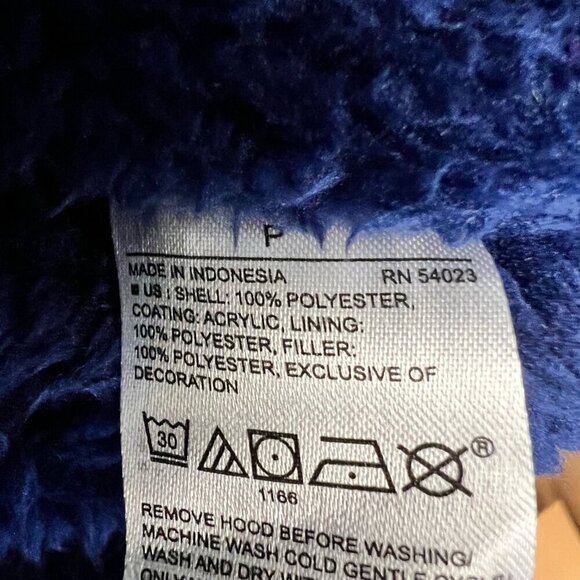 P
MADE IN INDONESIA RN 54023
■ US : SHELL: 100% POLYESTER,
COATING: ACRYLIC, LINING:
100% POLYESTER, FILLER:
100% POLYESTER, EXCLUSIVE OF
DECORATION
30
®
1166
REMOVE HOOD BEFORE WASHING/
MACHINE WASH COLD GENTLE
WASH AND DRY